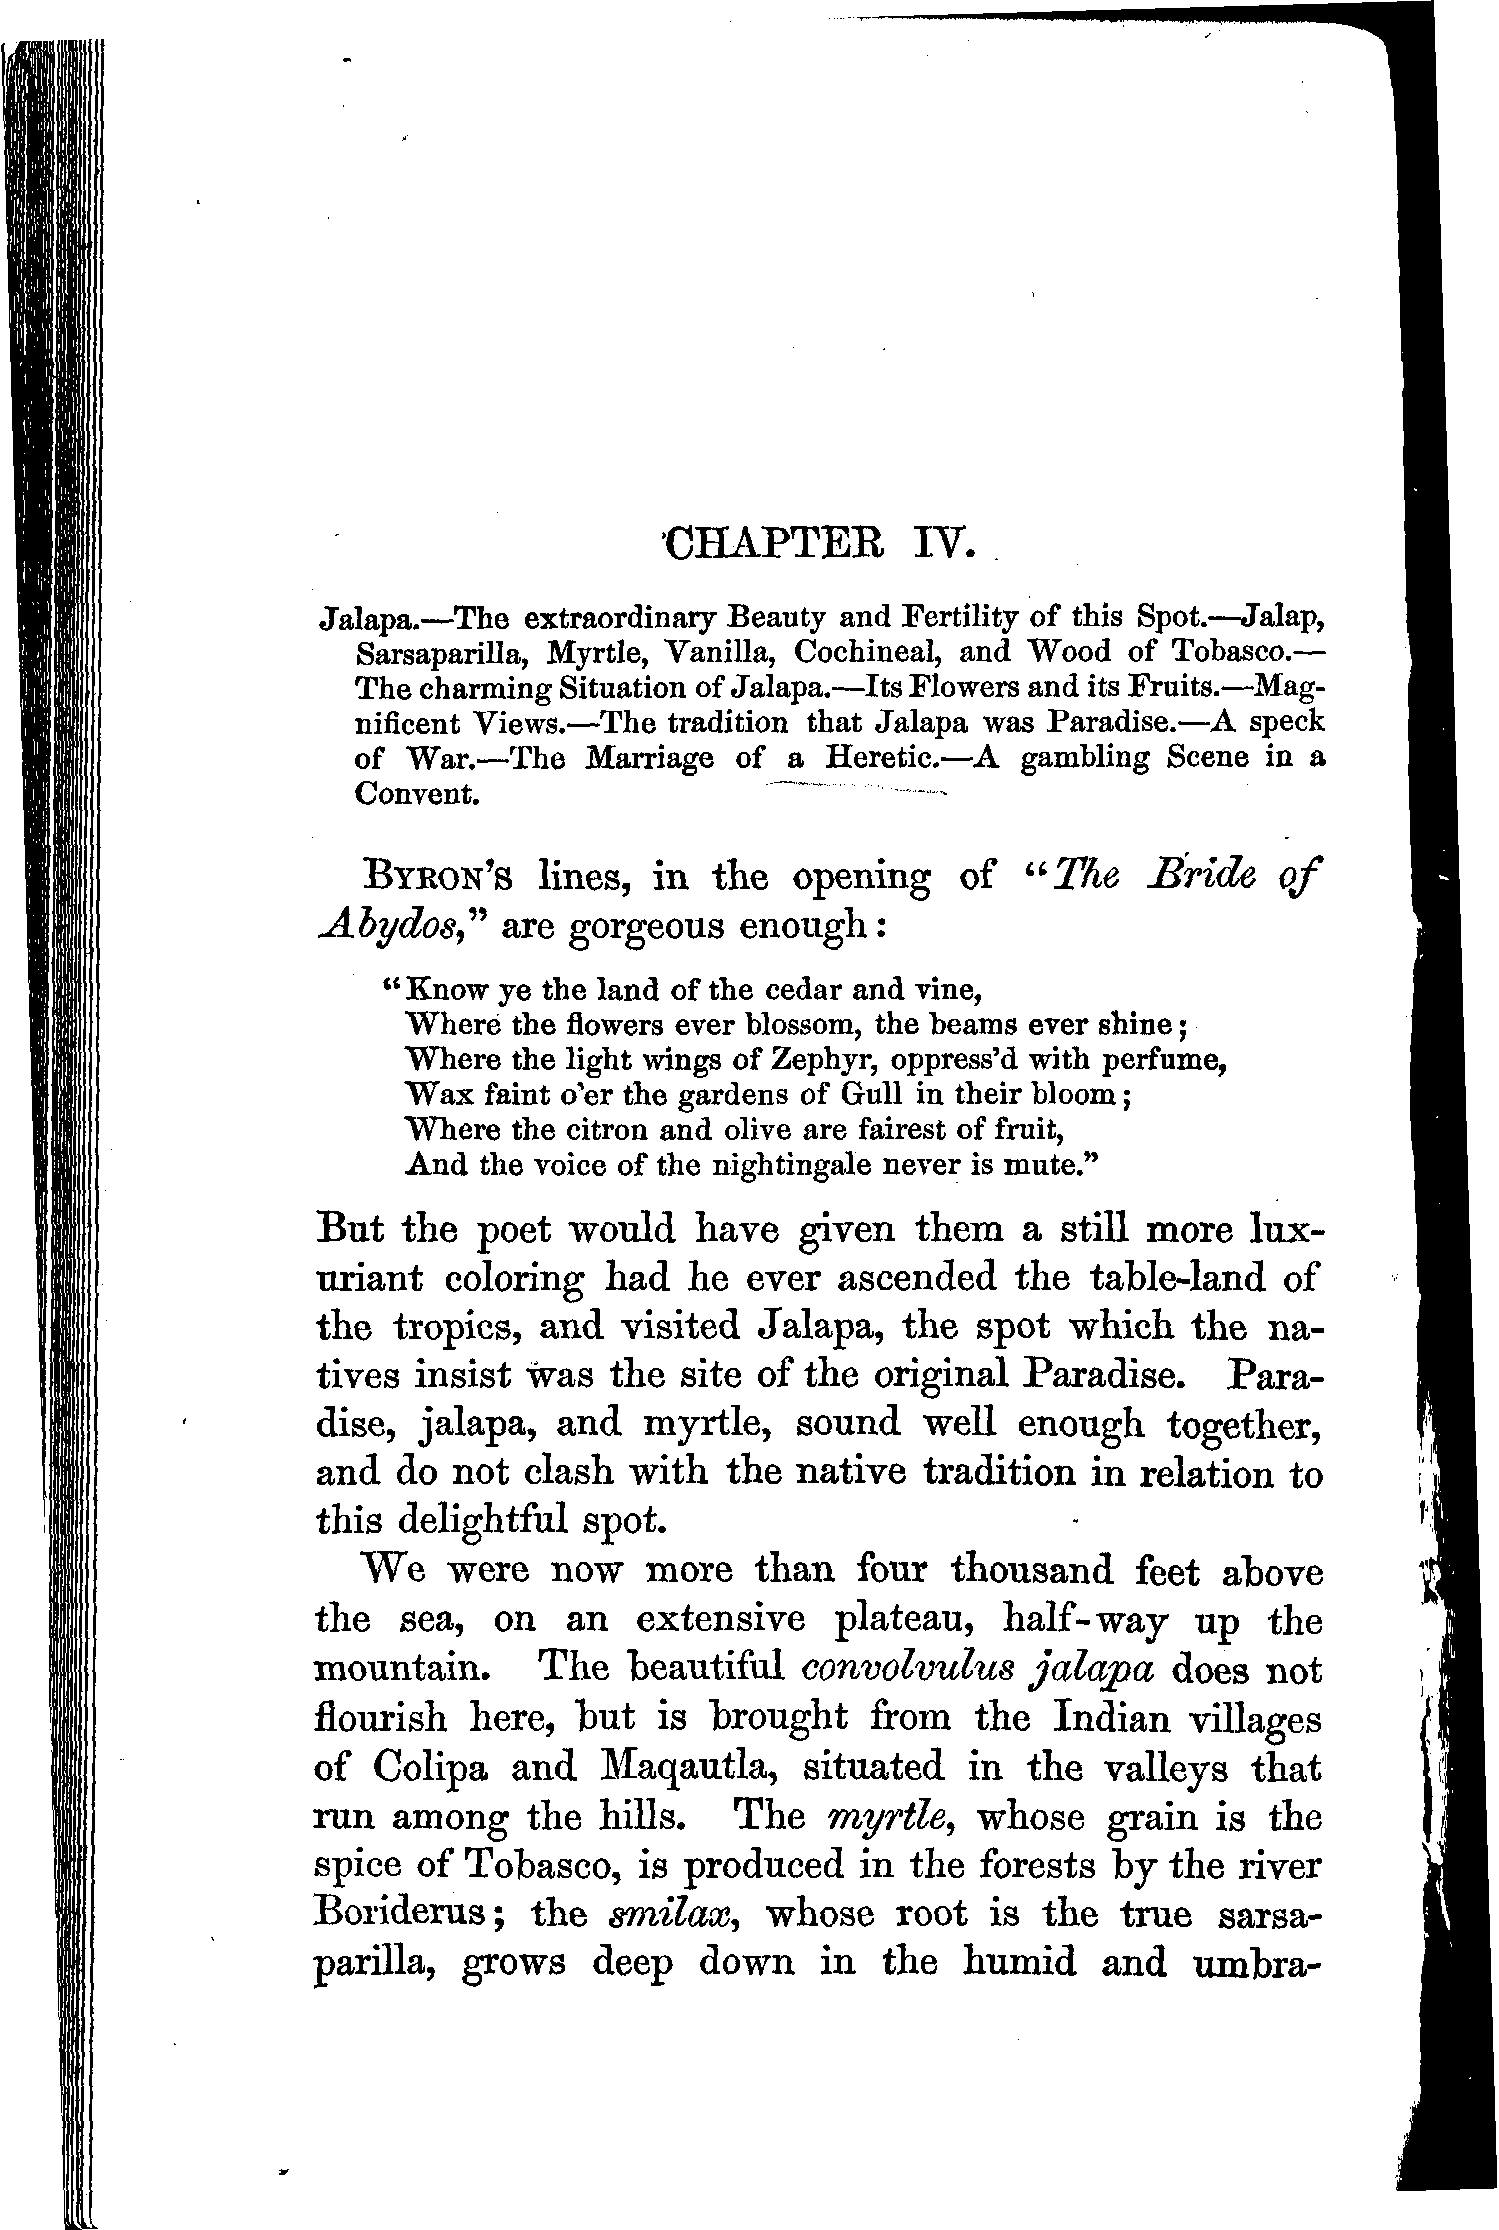 CHAPTER IV.
Jalapa.—The extraordinary Beauty and Fertility of this Spot.—Jalap,
Sarsaparilla, Myrtle, Vanilla, Cochineal, and Wood of Tobasco.—
The charming Situation of Jalapa.—Its Flowers and its Fruits.—Mag-
nificent Views.—The tradition that Jalapa was Paradise.—A speck
of War.—The Marriage of a Heretic.—A gambling Scene in a
Convent.
BYRON'S lines, in the opening of "The Bride of
Abydos," are gorgeous enough:
"Know ye the land of the cedar and vine,
Where the flowers ever blossom, the beams ever shine;
Where the light wings of Zephyr, oppress'd with perfume,
Wax faint o'er the gardens of Gull in their bloom;
Where the citron and olive are fairest of fruit,
And the voice of the nightingale never is mute."
But the poet would have given them a still more lux-
uriant coloring had he ever ascended the table-land of
the tropics, and visited Jalapa, the spot which the na-
tives insist was the site of the original Paradise. Para-
dise, jalapa, and myrtle, sound well enough together,
and do not clash with the native tradition in relation to
this delightful spot.
We were now more than four thousand feet above
the sea, on an extensive plateau, half-way up the
mountain. The beautiful convolvulus jalapa does not
flourish here, but is brought from the Indian villages
of Colipa and Maqautla, situated in the valleys that
run among the hills. The myrtle, whose grain is the
spice of Tobasco, is produced in the forests by the river
Boriderus; the smilax, whose root is the true sarsa-
parilla, grows deep down in the humid and umbra-